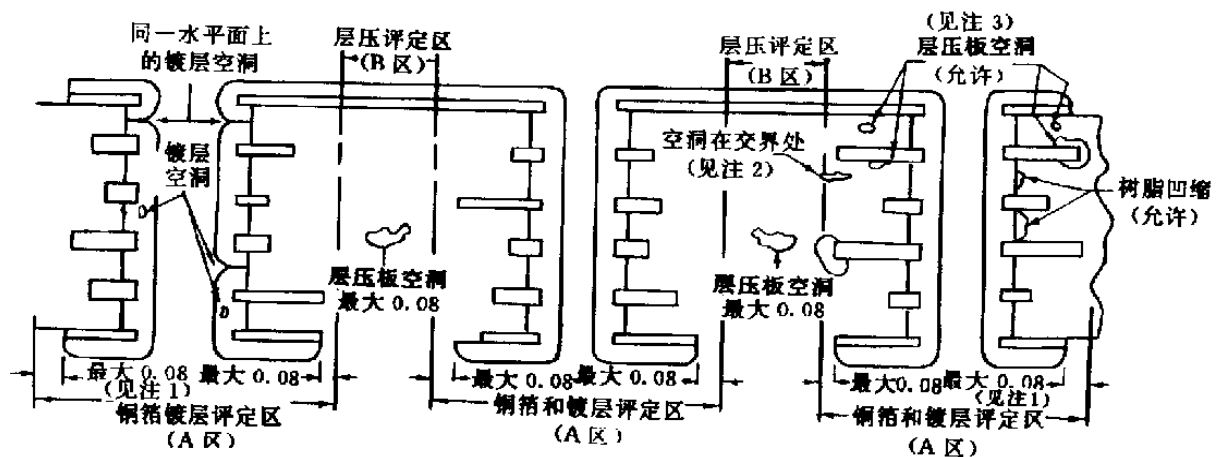 同一水平面上
的镀层空洞
层压评定区
(B区)
层压评定区
(B区)
(见注3)
层压板空洞
(允许)
镀层
空洞
空洞在交界处
(见注2)
树脂凹缩
(允许)
层压板空洞
最大0.08
层压板空洞
最大0.08
最大0.08
(见注1)
最大0.08
最大0.08
最大0.08
最大0.08
最大0.08
(见注1)
铜箔镀层评定区
(A区)
铜箔和镀层评定区
(A区)
铜箔和镀层评定区
(A区)